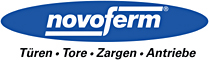 novoferm®
Türen • Tore • Zargen • Antriebe